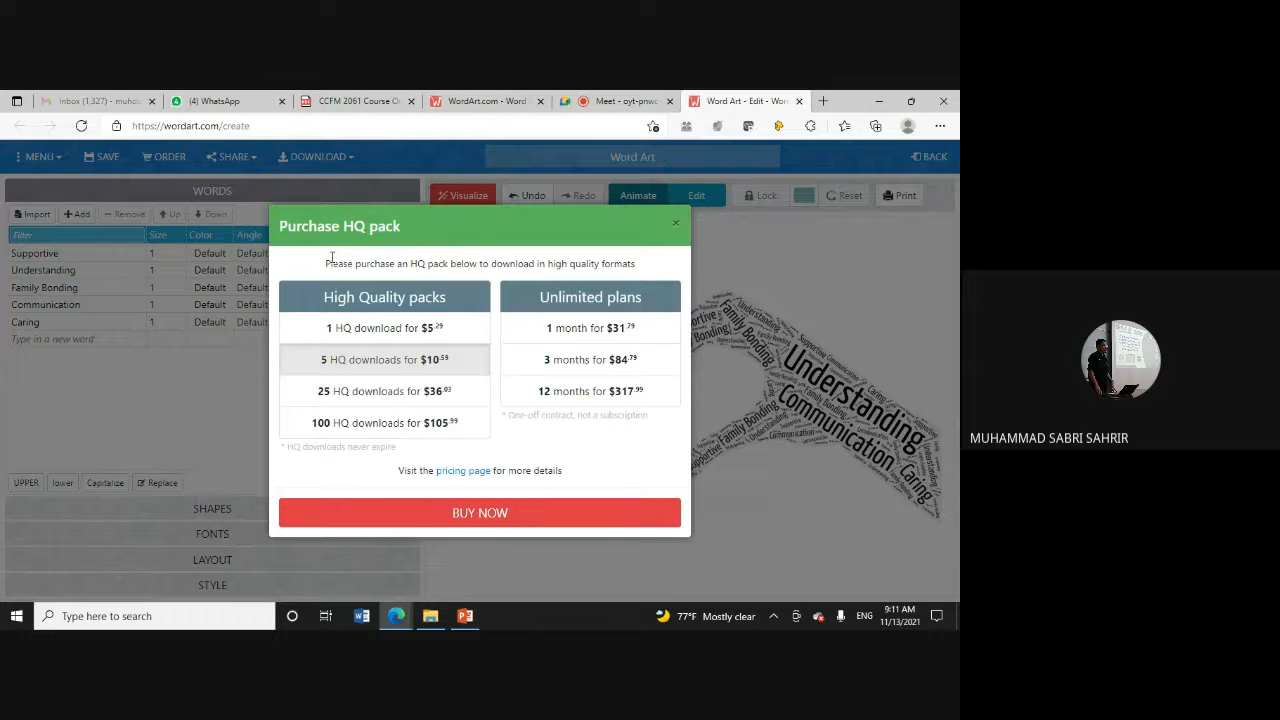 Inbox (1,327) - muhd
(4) WhatsApp
CCFM 2061 Course O
WordArt.com - Word
Meet - oyt-pnwc
Word Art - Edit - Wor
https://wordart.com/create
MENU
SAVE
ORDER
SHARE
DOWNLOAD
Word Art
BACK
WORDS
Visualize
Undo
Redo
Animate
Edit
Lock
Reset
Print
Import
Add
Remove
Up
Down
Filter
Size
Color
Angle
Supportive 1 Default Default
Understanding 1 Default Default
Family Bonding 1 Default Default
Communication 1 Default Default
Caring 1 Default Default
Type in a new word
UPPER
lower
Capitalize
Replace
SHAPES
FONTS
LAYOUT
STYLE
Purchase HQ pack
×
Please purchase an HQ pack below to download in high quality formats
High Quality packs
1 HQ download for $5.29
5 HQ downloads for $10.59
25 HQ downloads for $36.03
100 HQ downloads for $105.99
* HQ downloads never expire
Unlimited plans
1 month for $31.79
3 months for $84.79
12 months for $317.99
* One-off contract, not a subscription
Visit the pricing page for more details
BUY NOW
Understanding
Communication
Caring
Family Bonding
Family Bonding
Supportive
Understanding
MUHAMMAD SABRI SAHRIR
Type here to search
77°F Mostly clear
ENG
9:11 AM
11/13/2021